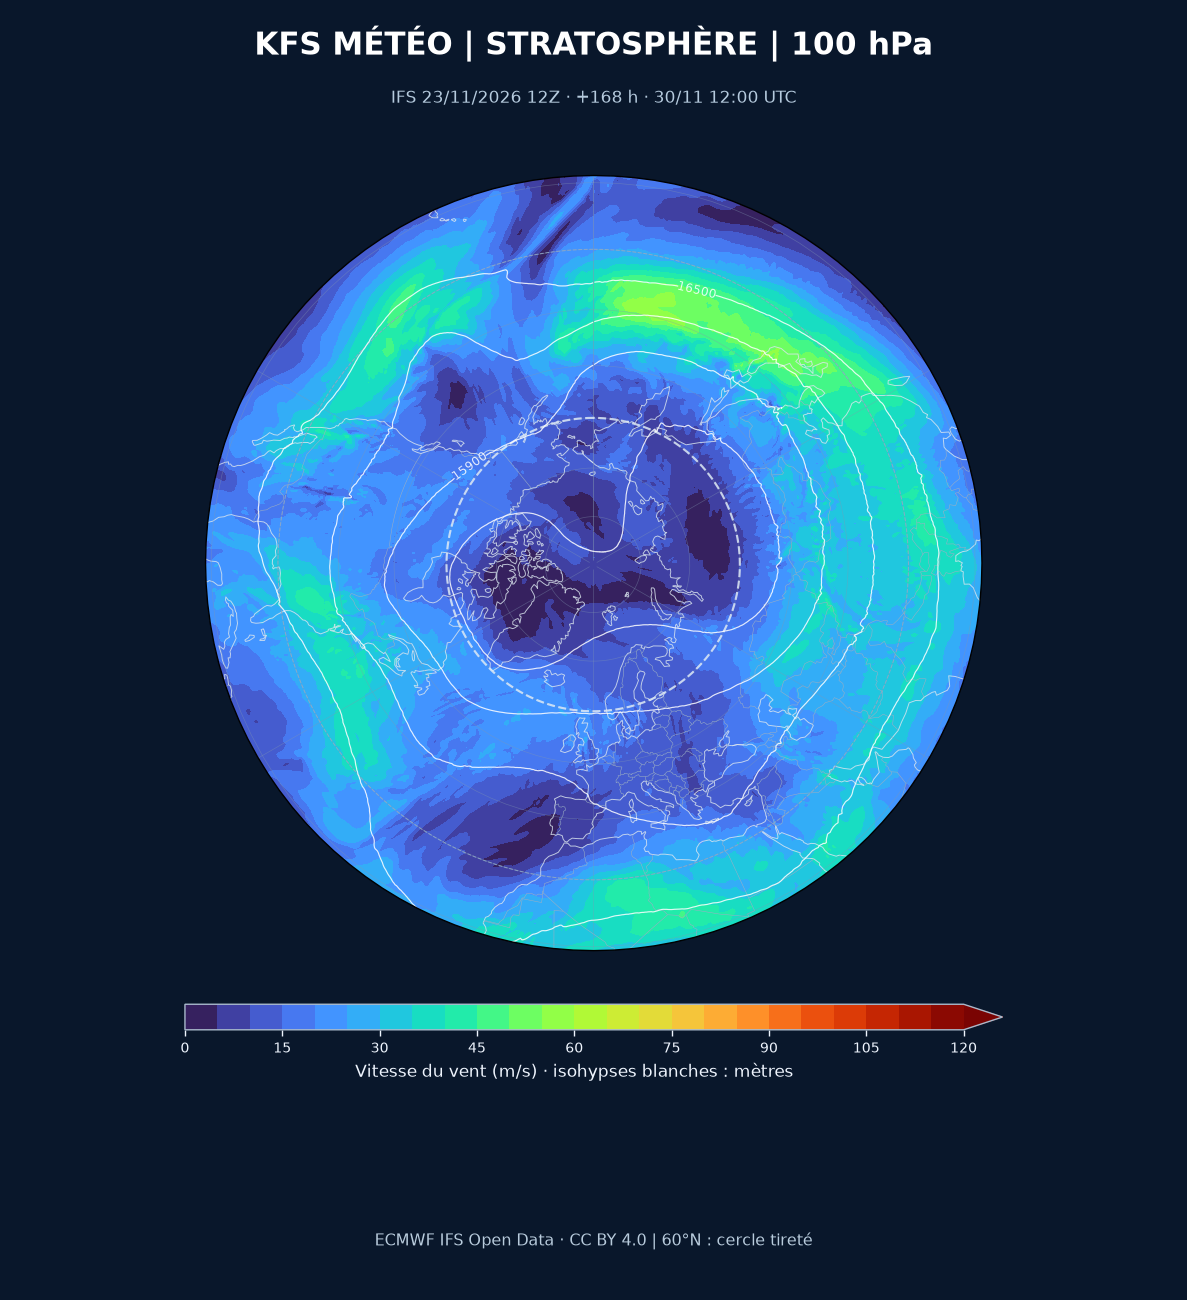 KFS MÉTÉO | STRATOSPHÈRE | 100 hPa
IFS 23/11/2026 12Z · +168 h · 30/11 12:00 UTC
16500
15900
0 15 30 45 60 75 90 105 120
Vitesse du vent (m/s) · isohypses blanches : mètres
ECMWF IFS Open Data · CC BY 4.0 | 60°N : cercle tireté